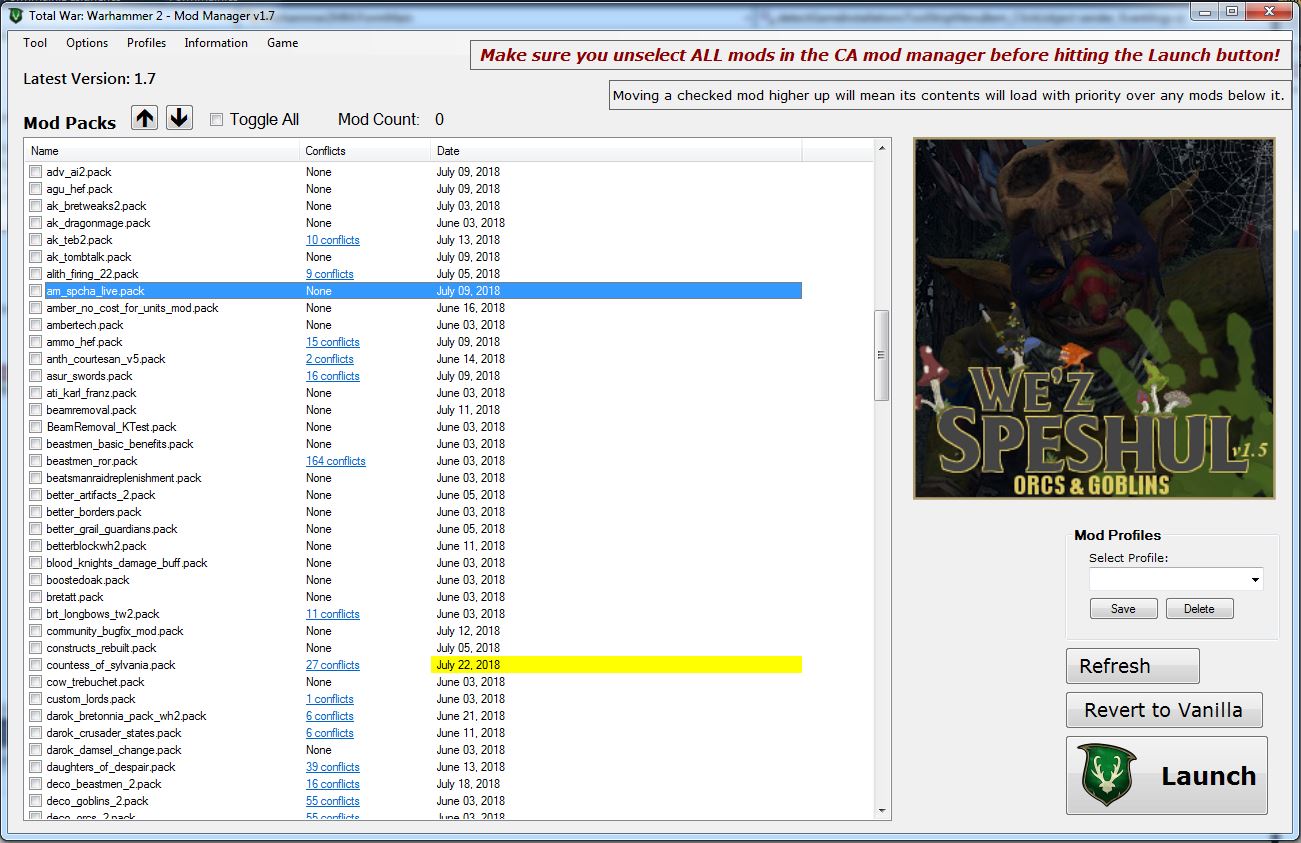 Total War: Warhammer 2 - Mod Manager v1.7
Tool Options Profiles Information Game
Make sure you unselect ALL mods in the CA mod manager before hitting the Launch button!
Latest Version: 1.7
Moving a checked mod higher up will mean its contents will load with priority over any mods below it.
Mod Packs Toggle All Mod Count: 0
Name Conflicts Date
adv_ai2.pack None July 09, 2018
agu_hef.pack None July 09, 2018
ak_bretweaks2.pack None July 03, 2018
ak_dragonmage.pack None June 03, 2018
ak_teb2.pack 10 conflicts July 13, 2018
ak_tombtalk.pack None July 09, 2018
alith_firing_22.pack 9 conflicts July 05, 2018
am_spcha_live.pack None July 09, 2018
amber_no_cost_for_units_mod.pack None June 16, 2018
ambertech.pack None June 03, 2018
ammo_hef.pack 15 conflicts July 09, 2018
anth_courtesan_v5.pack 2 conflicts June 14, 2018
asur_swords.pack 16 conflicts July 09, 2018
ati_karl_franz.pack None June 03, 2018
beamremoval.pack None July 11, 2018
BeamRemoval_KTest.pack None June 03, 2018
beastmen_basic_benefits.pack None June 03, 2018
beastmen_ror.pack 164 conflicts June 03, 2018
beatsmanraidreplenishment.pack None June 03, 2018
better_artifacts_2.pack None June 05, 2018
better_borders.pack None June 03, 2018
better_grail_guardians.pack None June 05, 2018
betterblockwh2.pack None June 11, 2018
blood_knights_damage_buff.pack None June 03, 2018
boostedoak.pack None June 03, 2018
bretatt.pack None June 03, 2018
brt_longbows_tw2.pack 11 conflicts June 03, 2018
community_bugfix_mod.pack None July 12, 2018
constructs_rebuilt.pack None July 05, 2018
countess_of_sylvania.pack 27 conflicts July 22, 2018
cow_trebuchet.pack None June 03, 2018
custom_lords.pack 1 conflicts June 03, 2018
darok_bretonnia_pack_wh2.pack 6 conflicts June 21, 2018
darok_crusader_states.pack 6 conflicts June 11, 2018
darok_damsel_change.pack None June 03, 2018
daughters_of_despair.pack 39 conflicts June 13, 2018
deco_beastmen_2.pack 16 conflicts July 18, 2018
deco_goblins_2.pack 55 conflicts June 03, 2018
deco_orcs_2.pack 55 conflicts June 03, 2018
WE'Z
SPESHUL v1.5
ORCS & GOBLINS
Mod Profiles
Select Profile:
Save Delete
Refresh
Revert to Vanilla
Launch